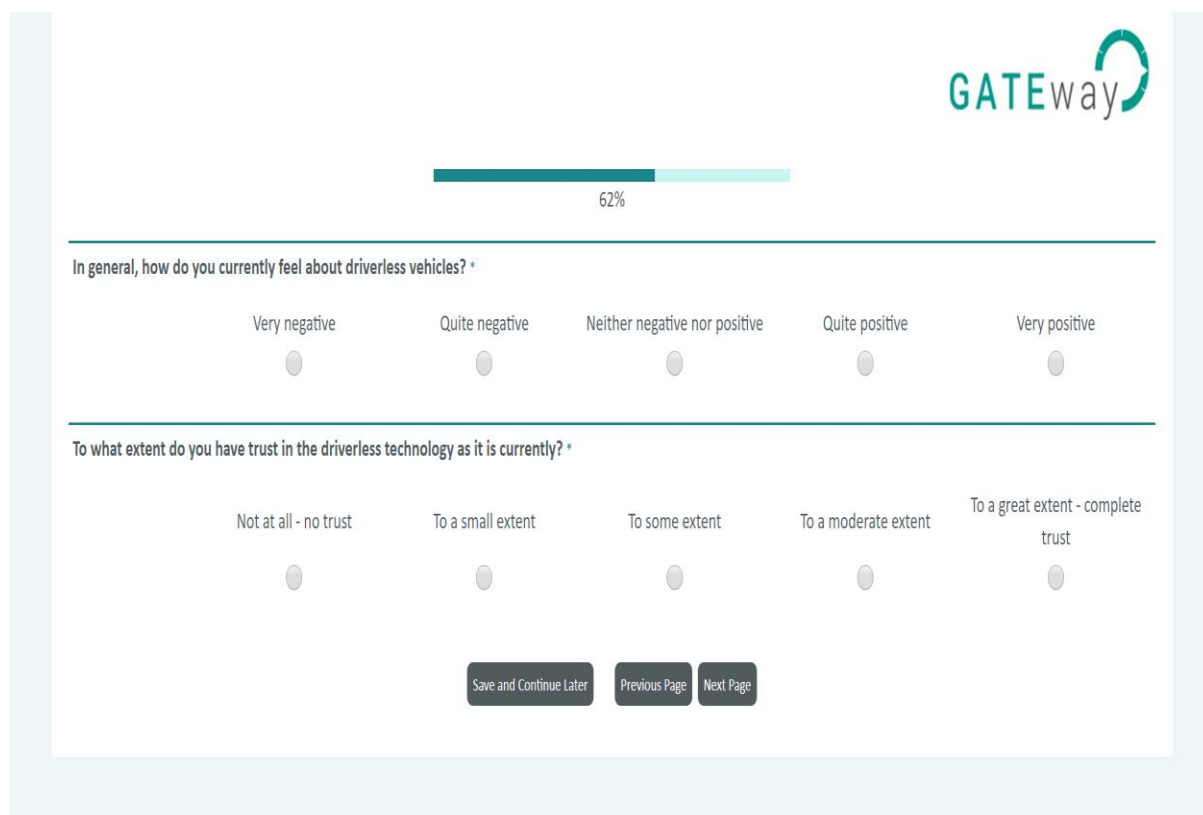 GATEway
62%
In general, how do you currently feel about driverless vehicles? *
Very negative Quite negative Neither negative nor positive Quite positive Very positive
To what extent do you have trust in the driverless technology as it is currently? *
Not at all - no trust To a small extent To some extent To a moderate extent To a great extent - complete
trust
Save and Continue Later Previous Page Next Page